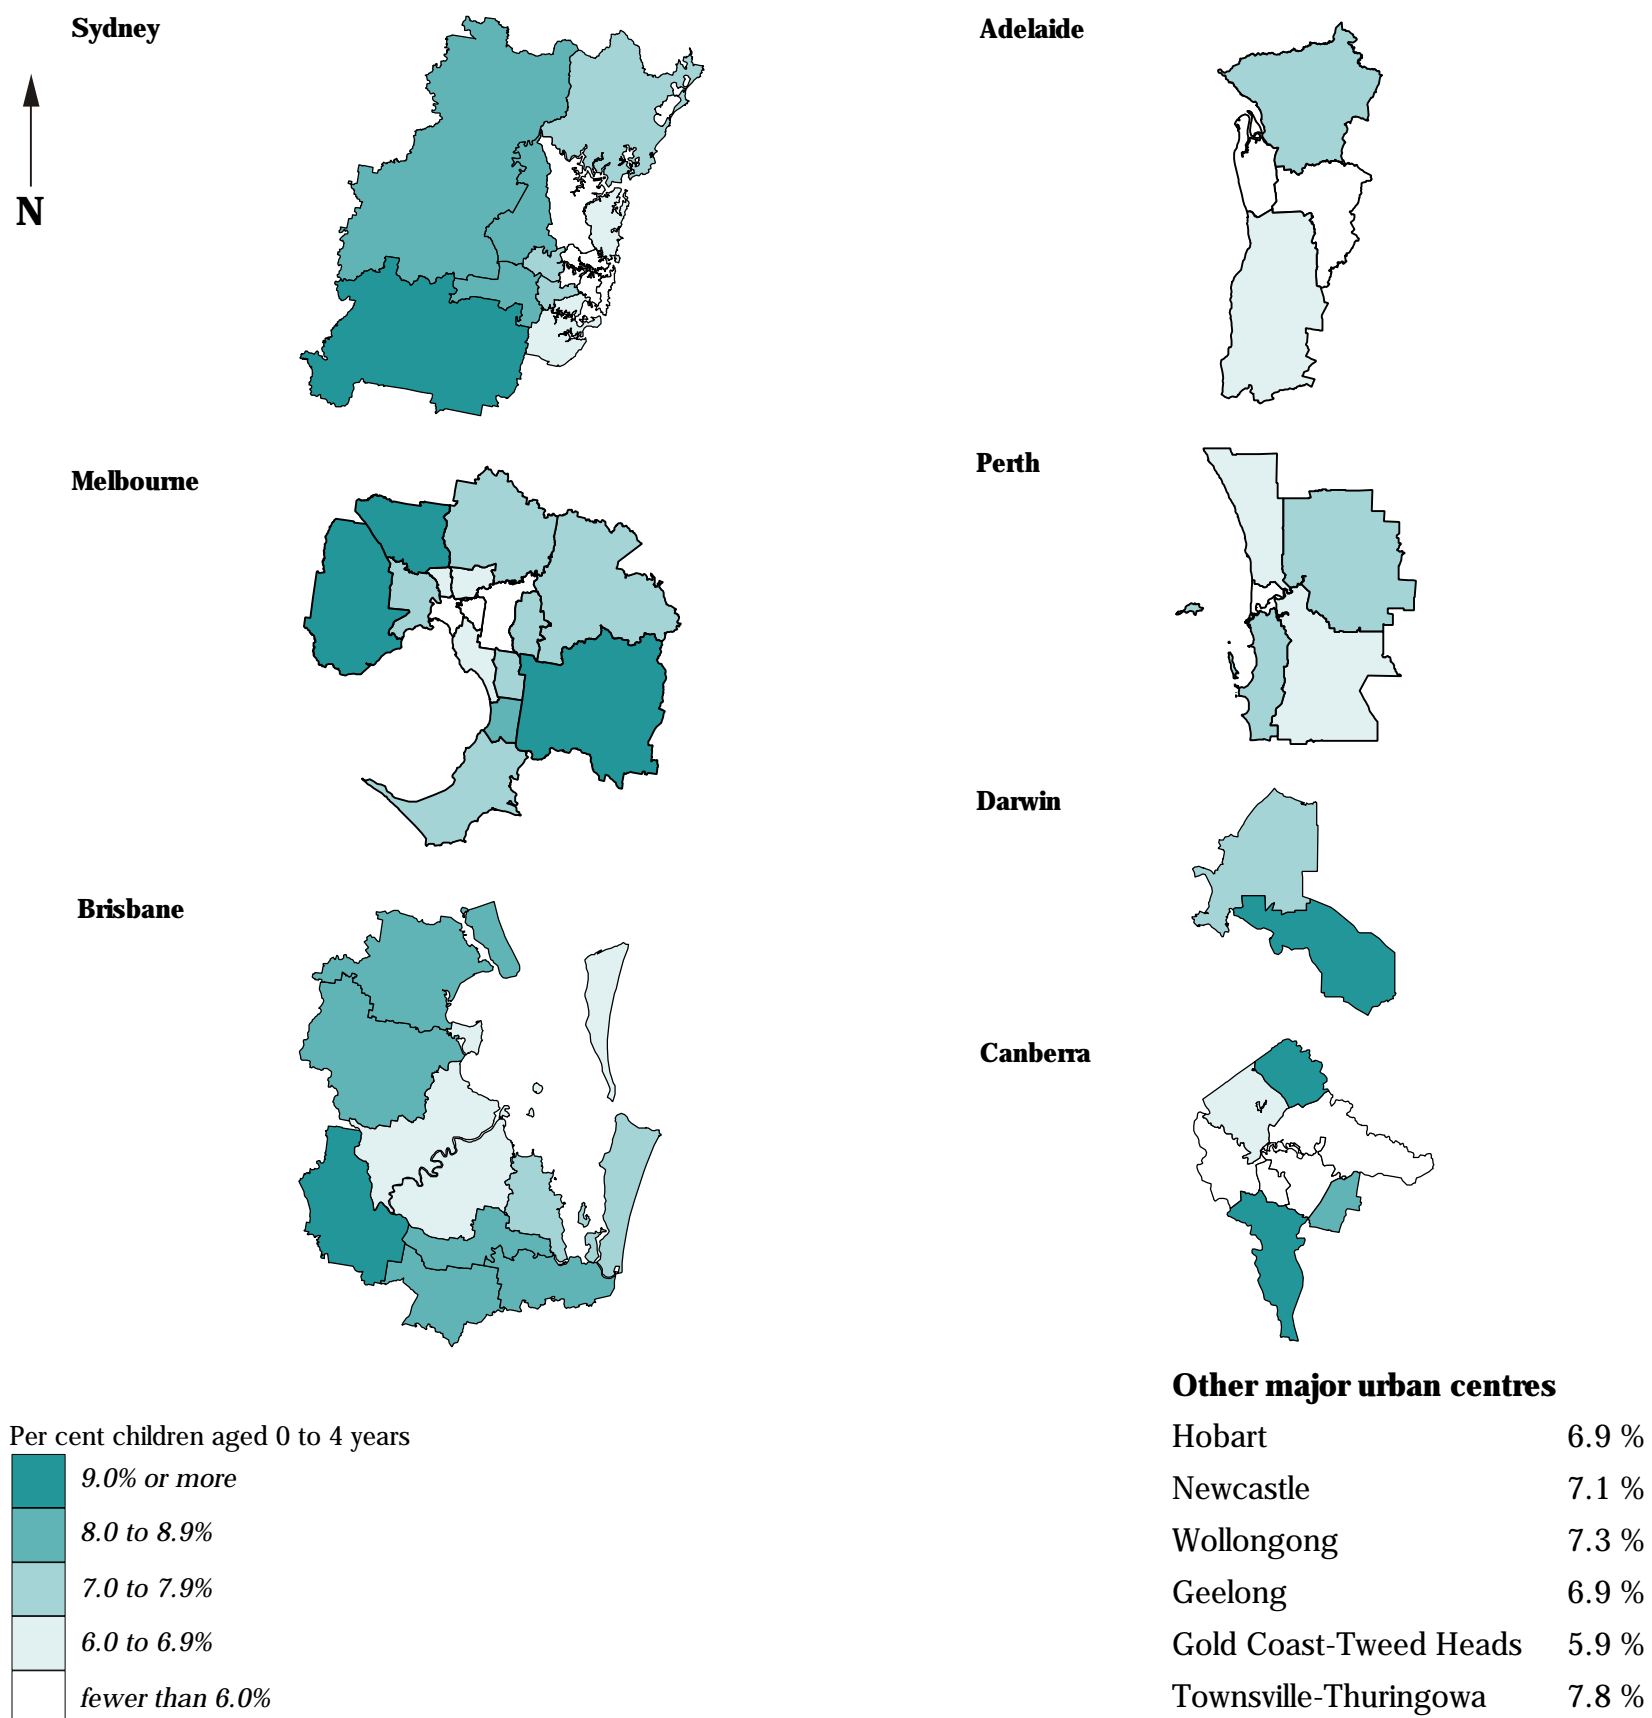 Sydney
Adelaide
N
Melbourne
Perth
Darwin
Brisbane
Canberra
Per cent children aged 0 to 4 years
9.0% or more
8.0 to 8.9%
7.0 to 7.9%
6.0 to 6.9%
fewer than 6.0%
Other major urban centres
Hobart 6.9 %
Newcastle 7.1 %
Wollongong 7.3 %
Geelong 6.9 %
Gold Coast-Tweed Heads 5.9 %
Townsville-Thuringowa 7.8 %